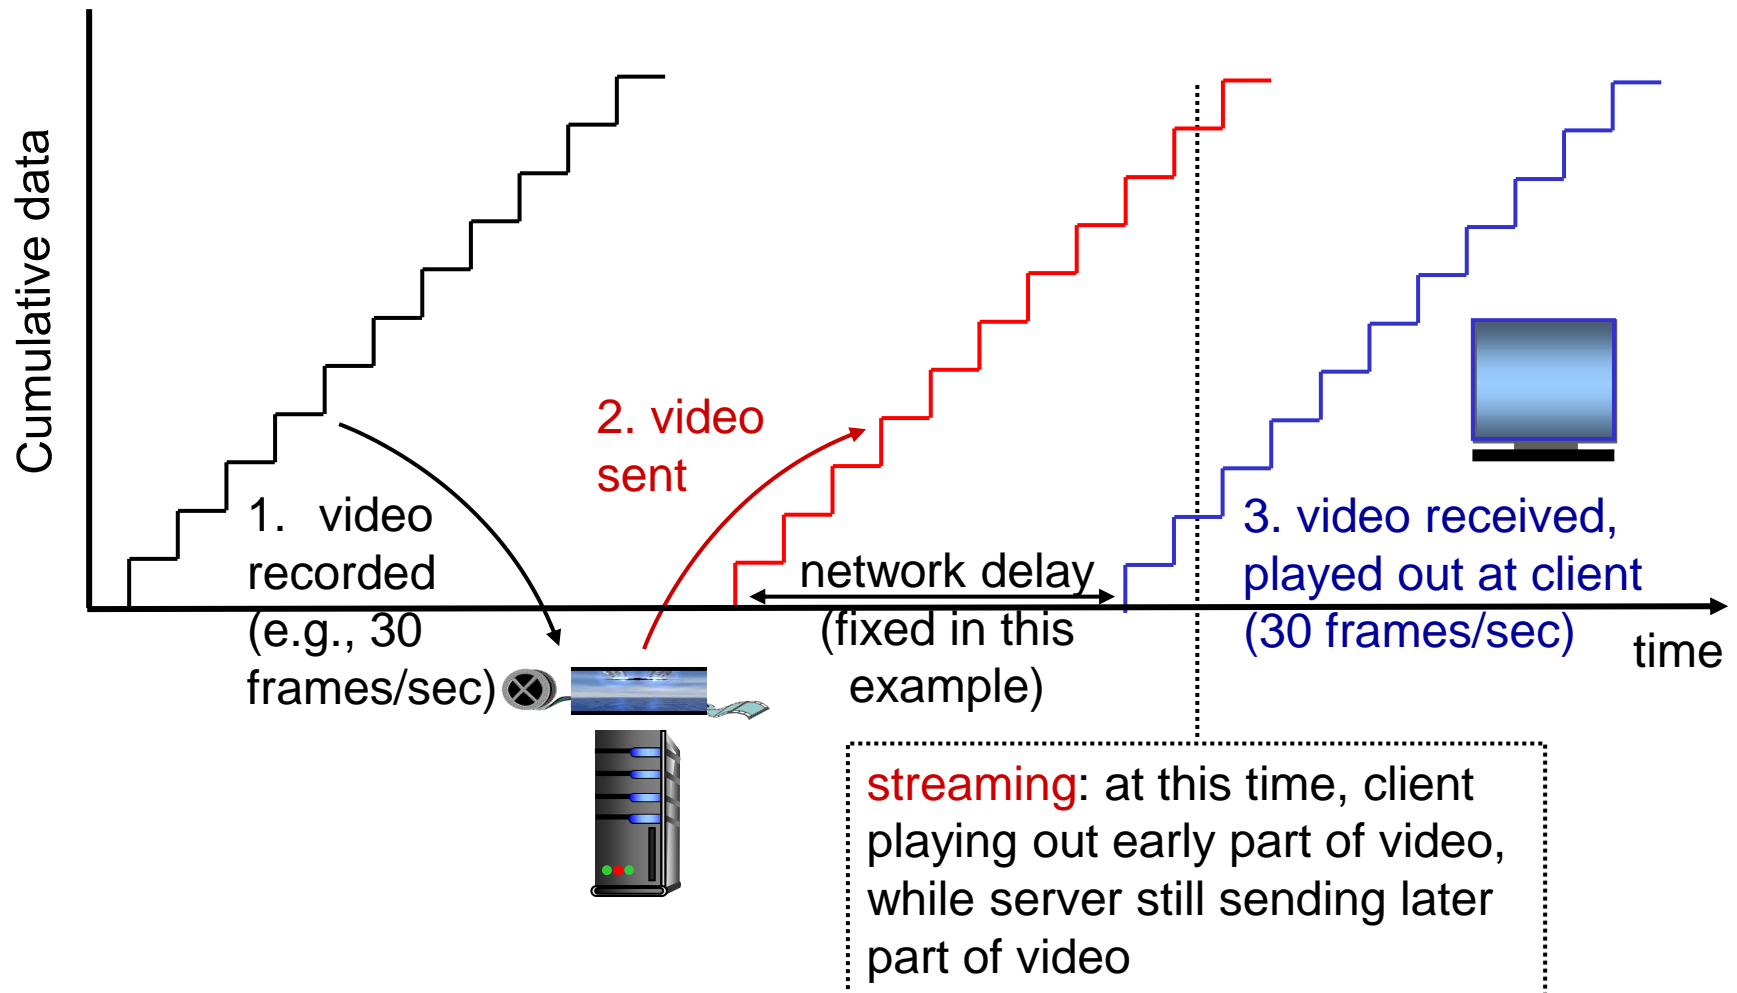 Cumulative data
1. video
recorded
(e.g., 30
frames/sec)
2. video
sent
network delay
(fixed in this
example)
3. video received,
played out at client
(30 frames/sec)
time
streaming: at this time, client
playing out early part of video,
while server still sending later
part of video